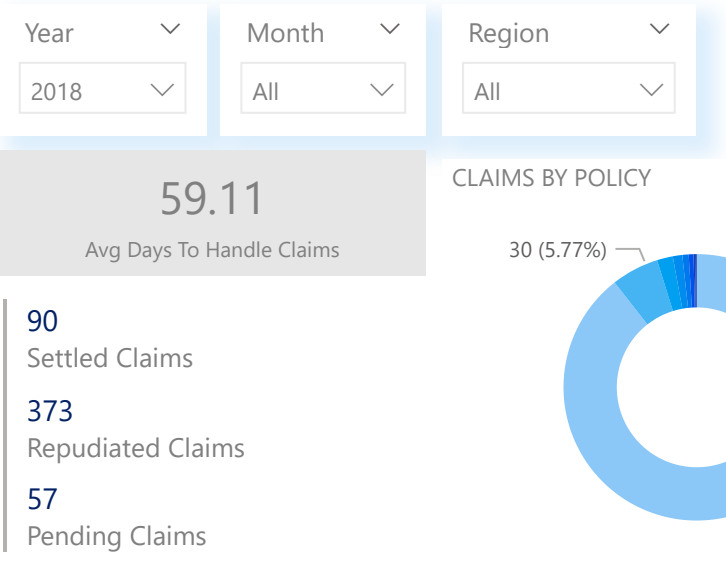 Year
Month
Region
2018
All
All
59.11
Avg Days To Handle Claims
CLAIMS BY POLICY
30 (5.77%)
90
Settled Claims
373
Repudiated Claims
57
Pending Claims